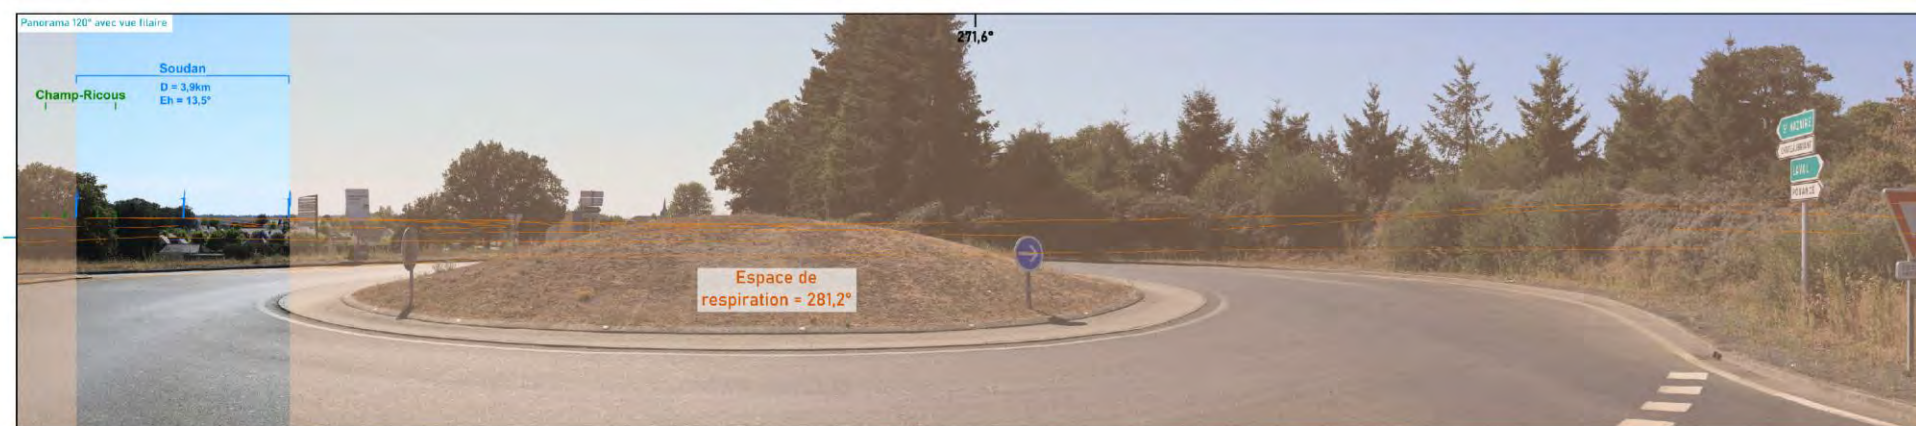 Panorama 120° avec vue filaire
271,6°
Soudan
D = 3,9km
Eh = 13,5°
Champ-Ricous
Espace de
respiration = 281,2°
LAVAL
POUANCÉ